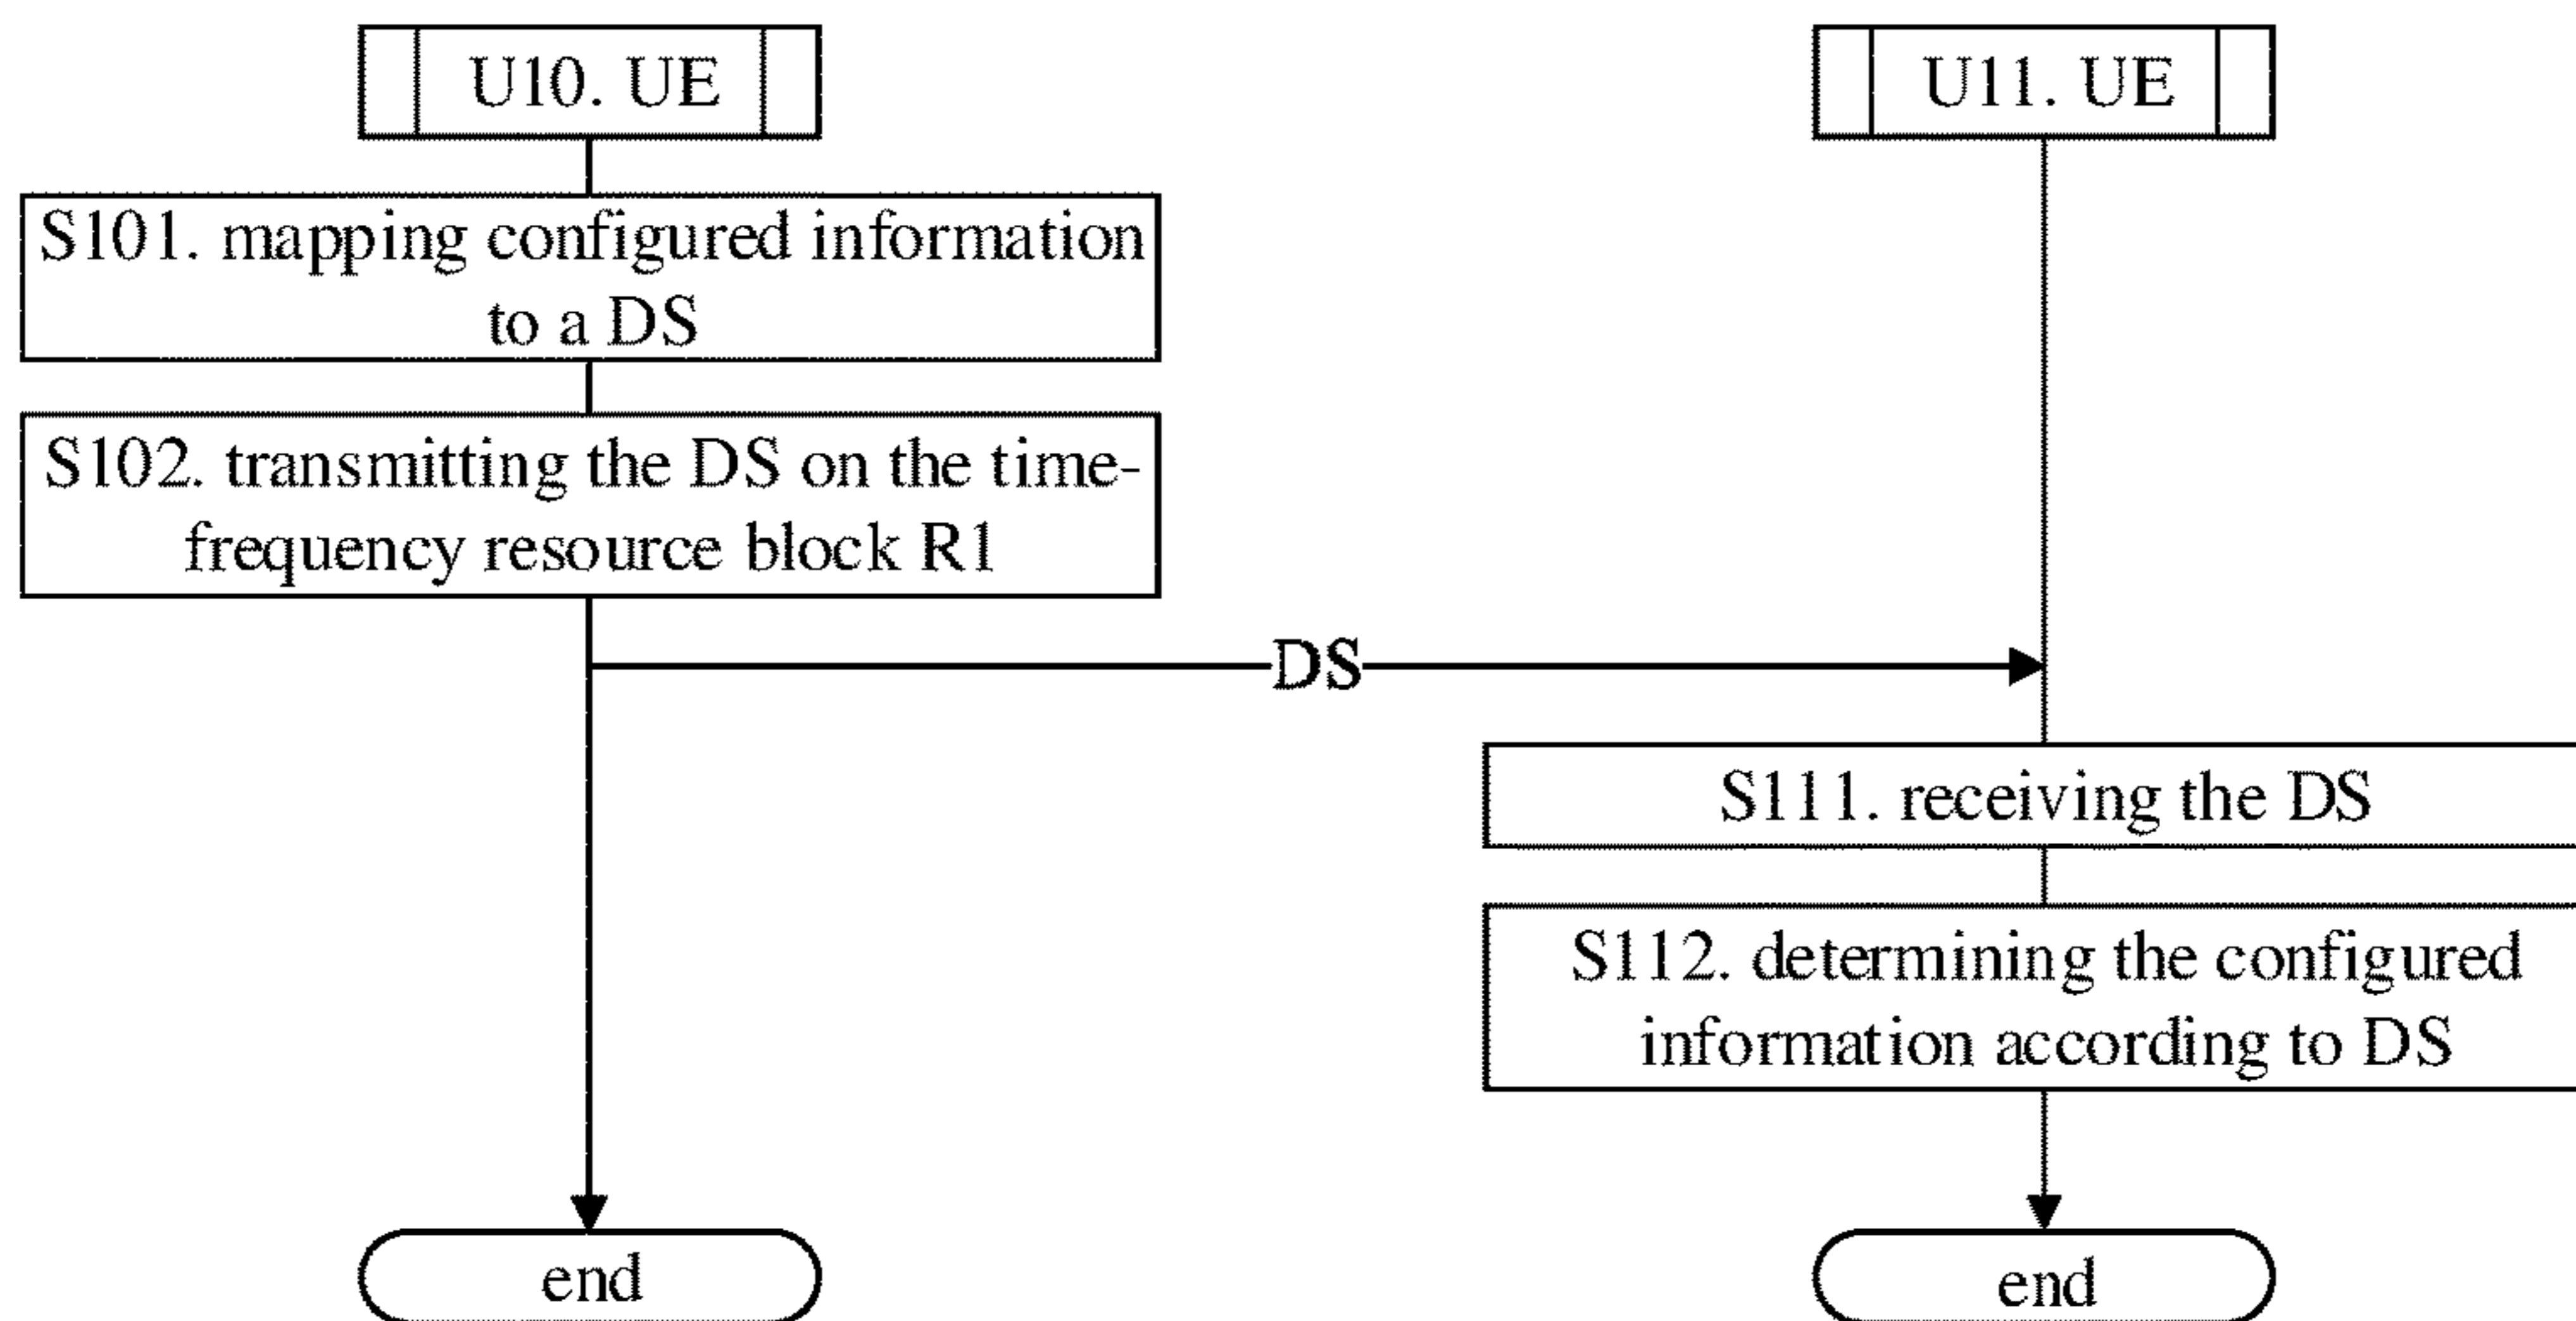 U10. UE
U11. UE
S101. mapping configured information
to a DS
S102. transmitting the DS on the time-
frequency resource block R1
DS
S111. receiving the DS
S112. determining the configured
information according to DS
end
end